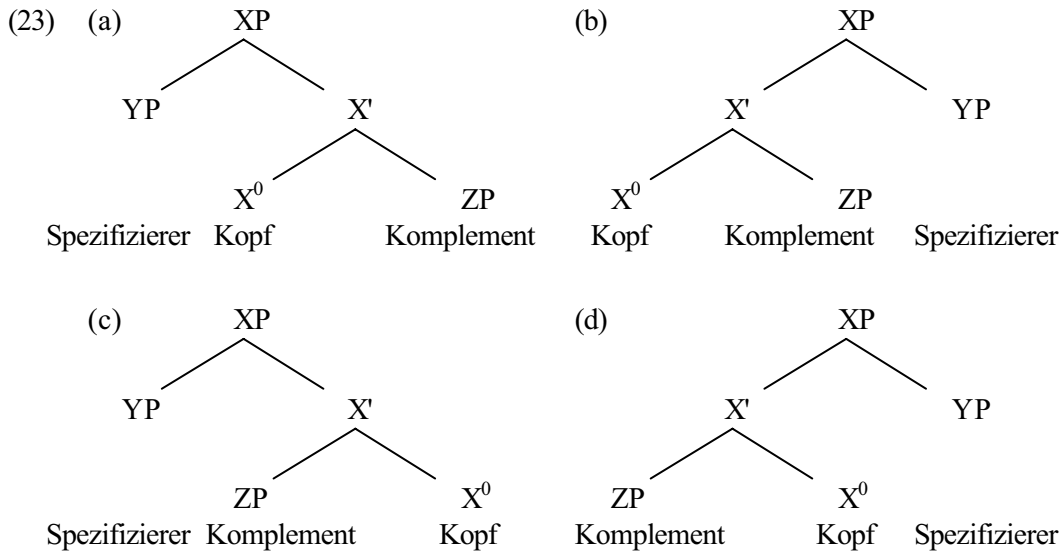 (23) (a) XP (b) XP
YP X' X' YP
X⁰ ZP X⁰ ZP
Spezifizierer Kopf Komplement Kopf Komplement Spezifizierer
(c) XP (d) XP
YP X' X' YP
ZP X⁰ ZP X⁰
Spezifizierer Komplement Kopf Komplement Kopf Spezifizierer